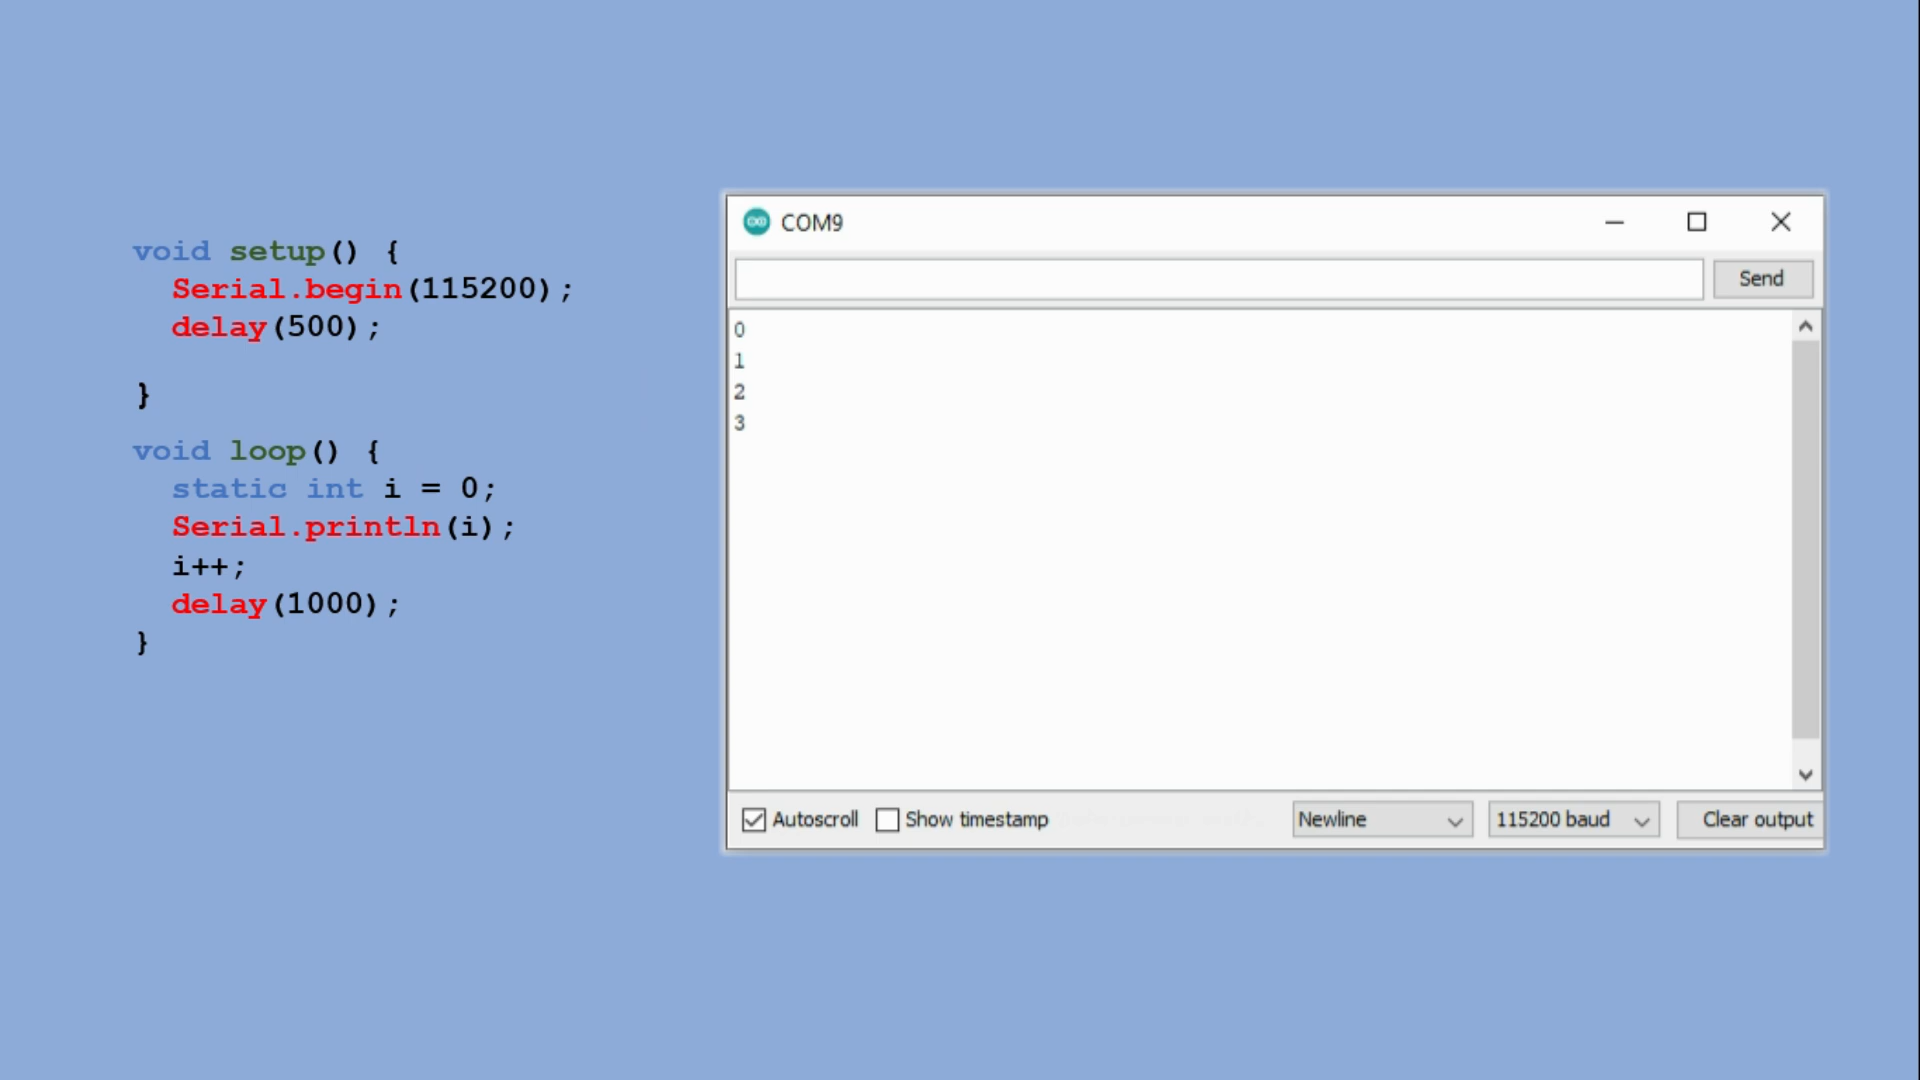 void setup() {
Serial.begin(115200);
delay(500);
}
void loop() {
static int i = 0;
Serial.println(i);
i++;
delay(1000);
}
COM9
Send
0
1
2
3
Autoscroll
Show timestamp
Newline
115200 baud
Clear output